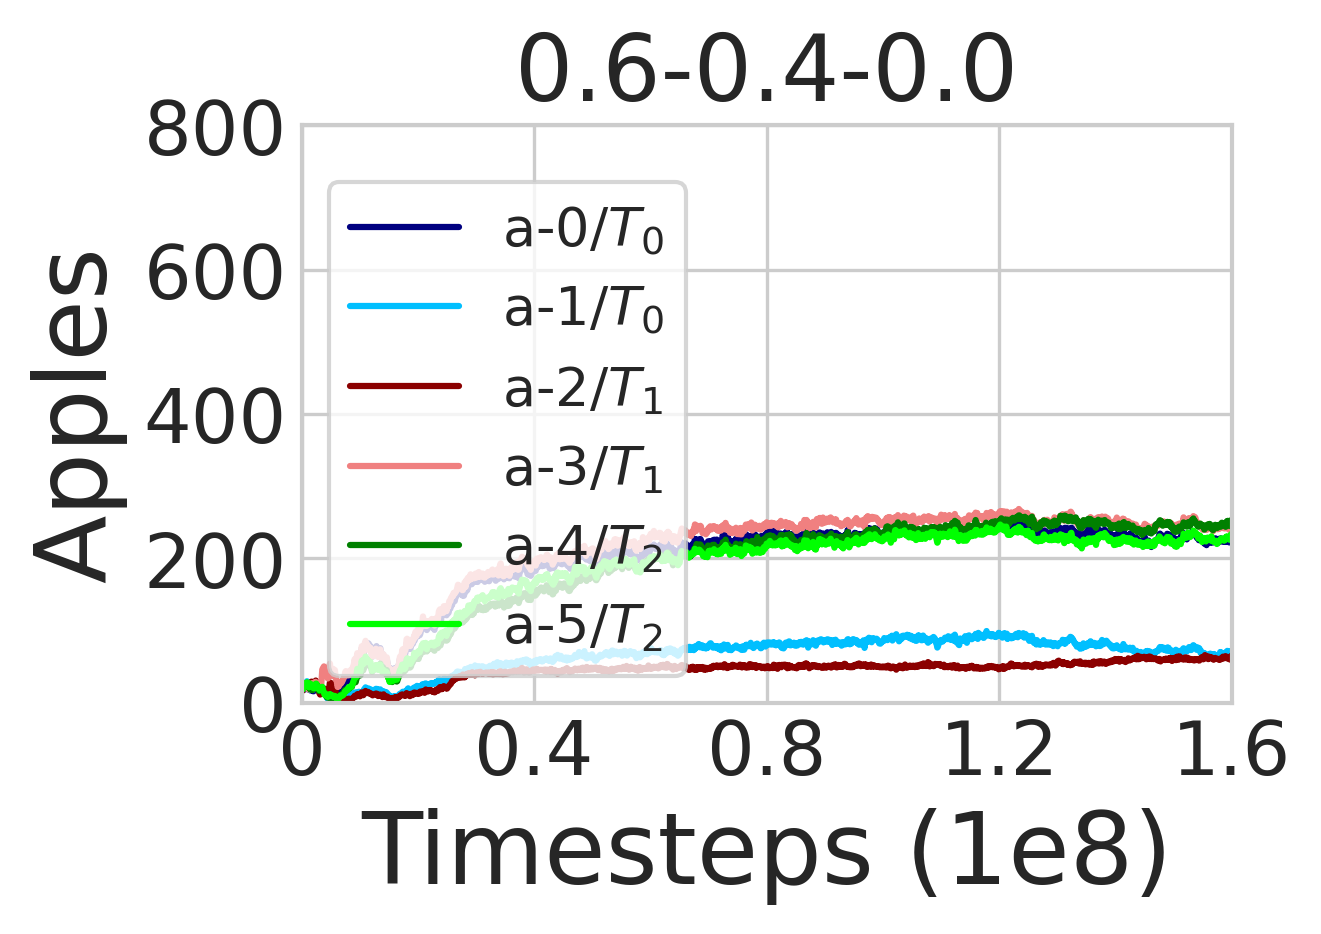 0.6-0.4-0.0
800
600
400
200
0
Apples
a-0/T₀
a-1/T₀
a-2/T₁
a-3/T₁
a-4/T₂
a-5/T₂
0 0.4 0.8 1.2 1.6
Timesteps (1e8)